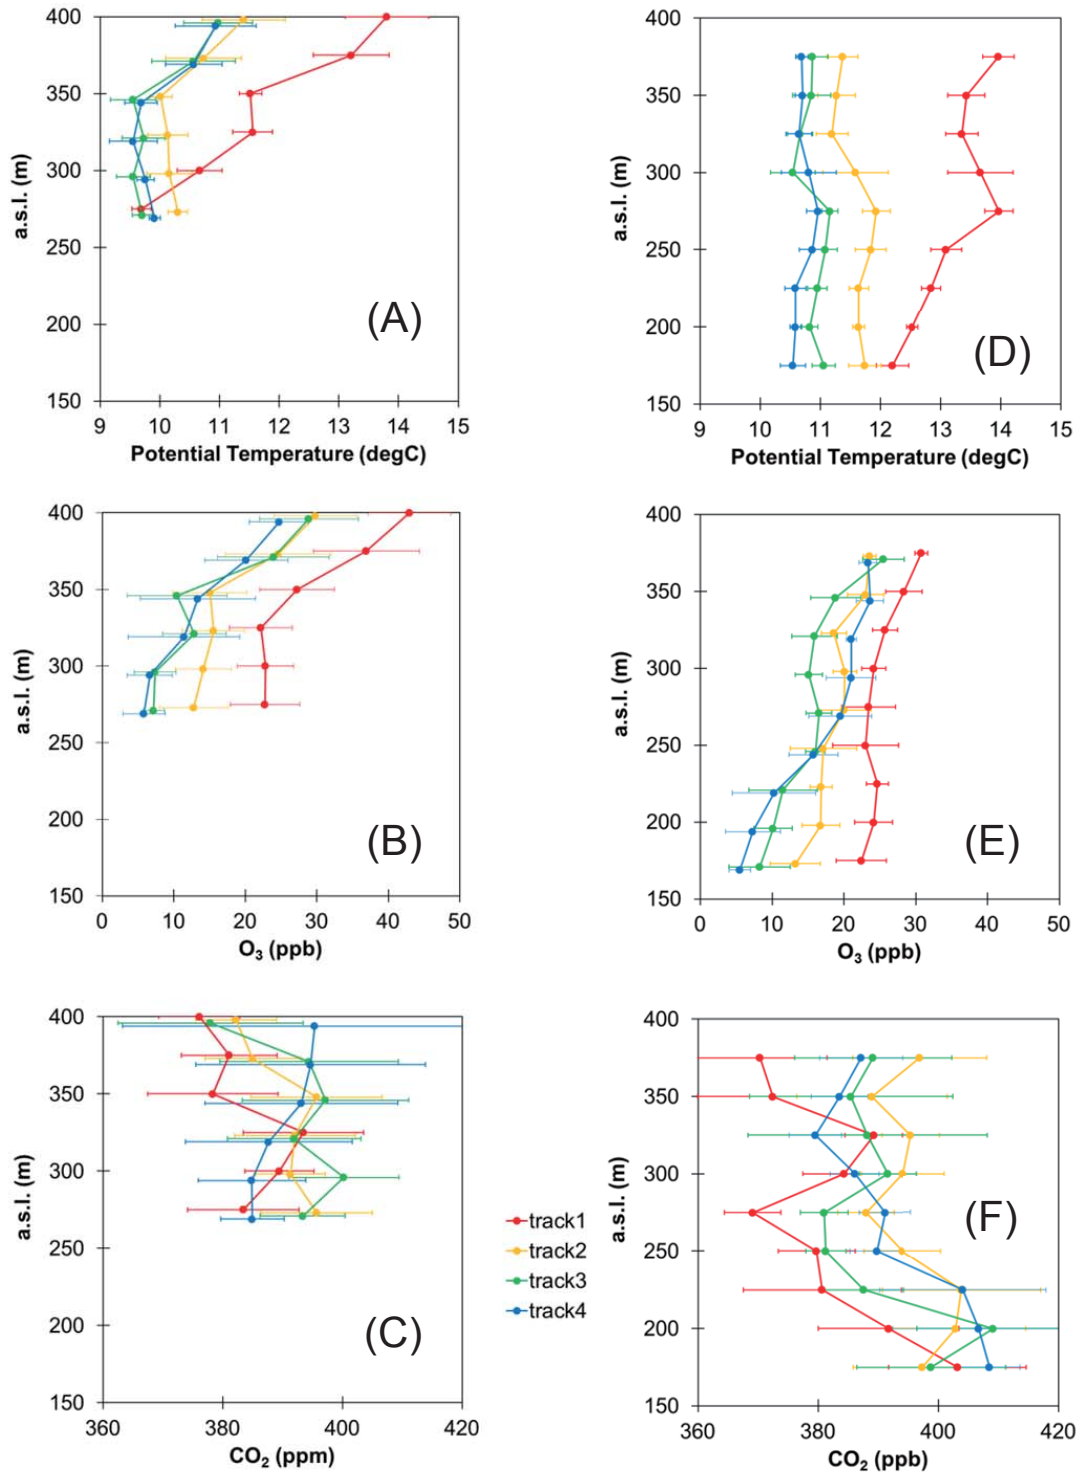 400
350
300
250
200
150
a.s.l. (m)
(A)
9 10 11 12 13 14 15
Potential Temperature (degC)
400
350
300
250
200
150
a.s.l. (m)
(D)
9 10 11 12 13 14 15
Potential Temperature (degC)
400
350
300
250
200
150
a.s.l. (m)
(B)
0 10 20 30 40 50
O₃ (ppb)
400
350
300
250
200
150
a.s.l. (m)
(E)
0 10 20 30 40 50
O₃ (ppb)
400
350
300
250
200
150
a.s.l. (m)
(C)
360 380 400 420
CO₂ (ppm)
track1
track2
track3
track4
400
350
300
250
200
150
a.s.l. (m)
(F)
360 380 400 420
CO₂ (ppb)